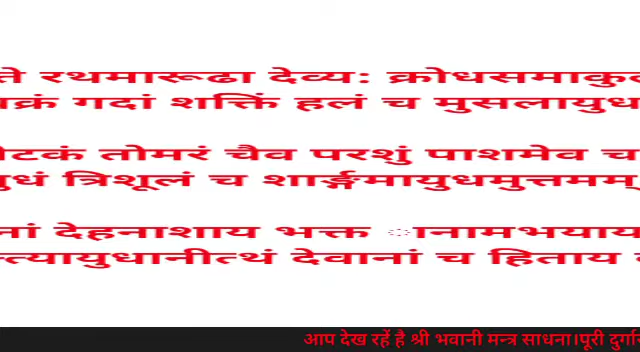 ते रथमारूढा देव्यः क्रोधसमाकुल
क्रं गदां शक्तिं हलं च मुसलायुध
टकं तोमरं चैव परशुं पाशमेव च
युधं त्रिशूलं च शार्ङ्गमायुधमुत्तमम्
नां देहनाशाय भक्त ानामभयाय
त्यायुधानीत्थं देवानां च हिताय
आप देख रहें है श्री भवानी मन्त्र साधना।पूरी